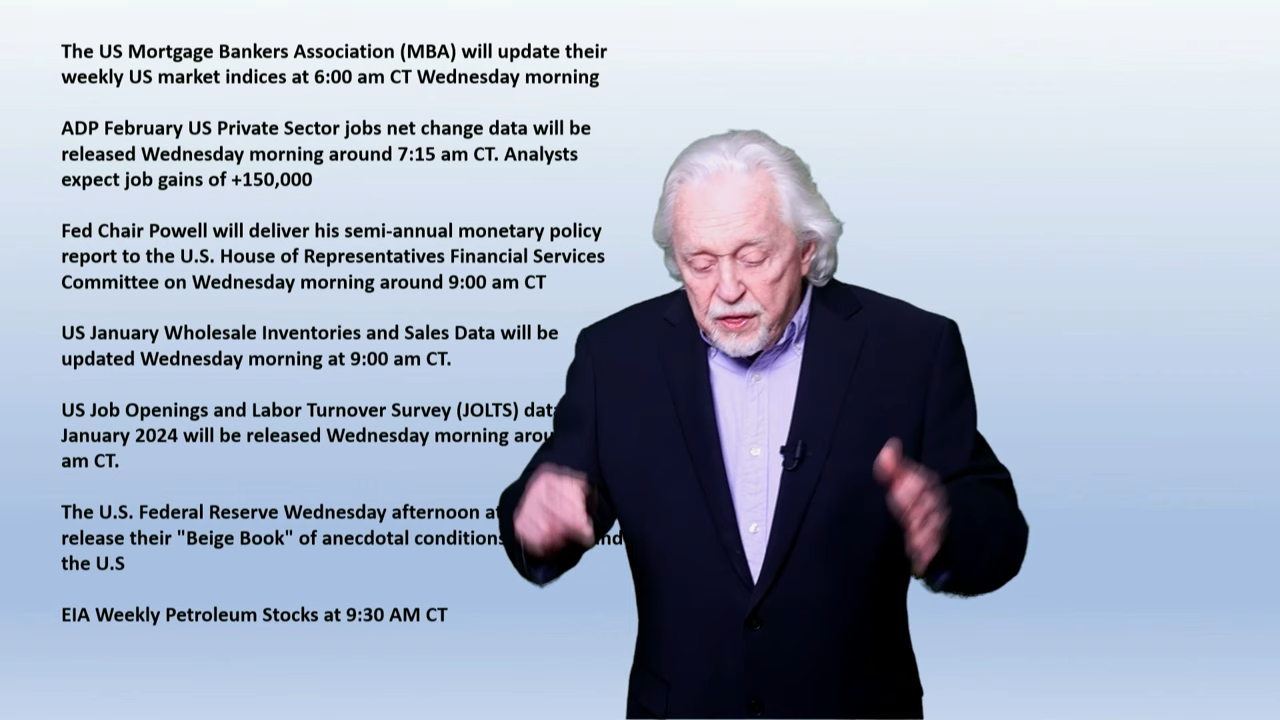 The US Mortgage Bankers Association (MBA) will update their
weekly US market indices at 6:00 am CT Wednesday morning
ADP February US Private Sector jobs net change data will be
released Wednesday morning around 7:15 am CT. Analysts
expect job gains of +150,000
Fed Chair Powell will deliver his semi-annual monetary policy
report to the U.S. House of Representatives Financial Services
Committee on Wednesday morning around 9:00 am CT
US January Wholesale Inventories and Sales Data will be
updated Wednesday morning at 9:00 am CT.
US Job Openings and Labor Turnover Survey (JOLTS)
January 2024 will be released Wednesday morning
am CT.
The U.S. Federal Reserve Wednesday afternoon
release their "Beige Book" of anecdotal conditions
the U.S
EIA Weekly Petroleum Stocks at 9:30 AM CT